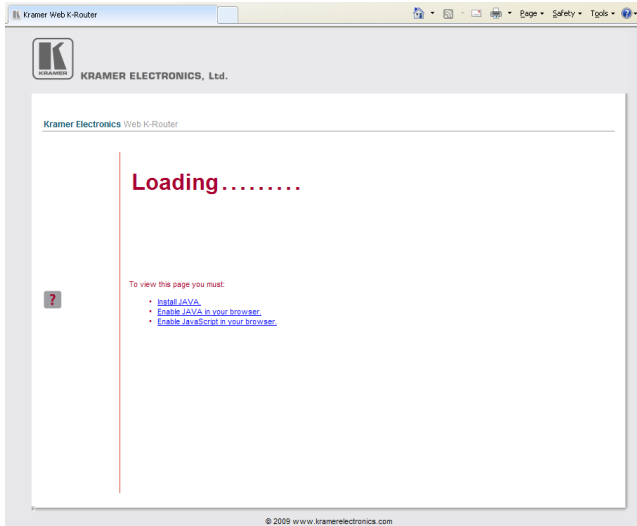 Kramer Web K-Router
Page Safety Tools
KRAMER
KRAMER ELECTRONICS, Ltd.
Kramer Electronics Web K-Router
Loading.........
To view this page you must:
• Install JAVA.
• Enable JAVA in your browser.
• Enable JavaScript in your browser.
?
© 2009 www.kramerelectronics.com